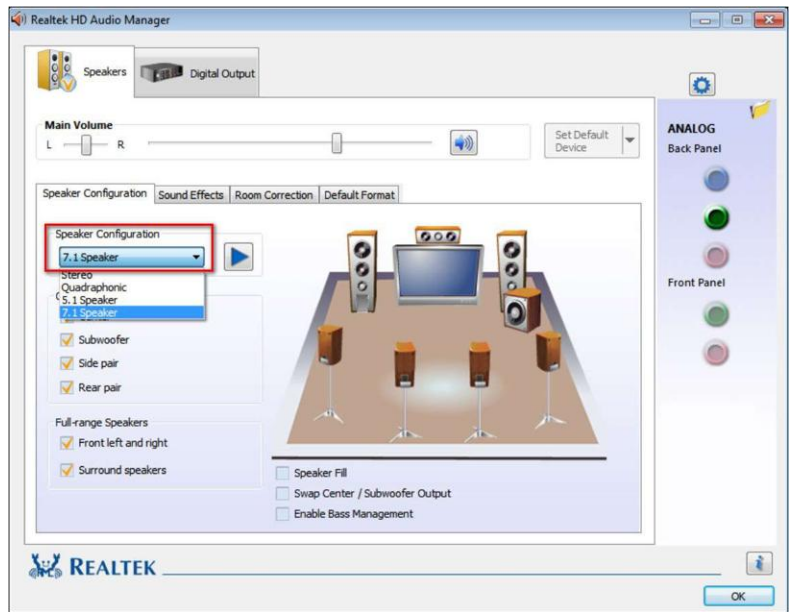 Realtek HD Audio Manager
Speakers
Digital Output
Main Volume
L R
Set Default
Device
ANALOG
Back Panel
Speaker Configuration Sound Effects Room Correction Default Format
Speaker Configuration
7.1 Speaker
Stereo
Quadraphonic
5.1 Speaker
7.1 Speaker
Subwoofer
Side pair
Rear pair
Full-range Speakers
Front left and right
Surround speakers
Speaker Fill
Swap Center / Subwoofer Output
Enable Bass Management
Front Panel
REALTEK
OK